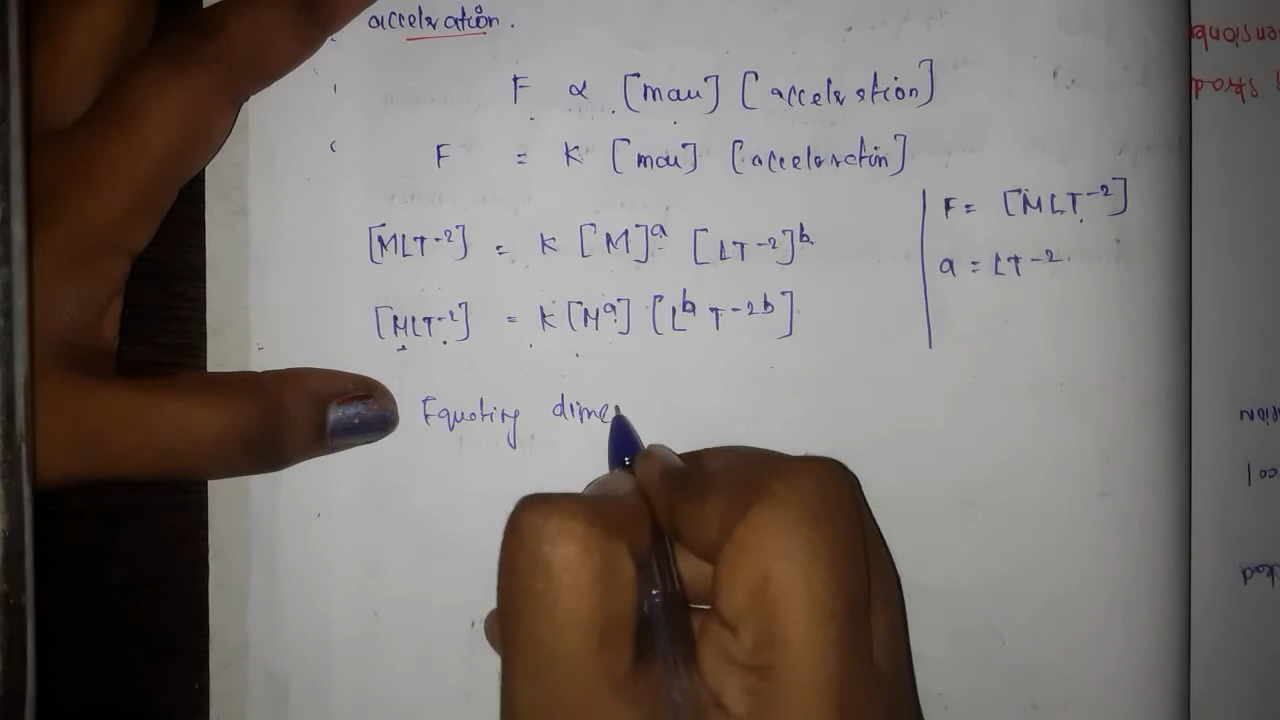 acceleration.
F α [mass] [acceleration]
F = K [mass] [acceleration]
[MLT-2] = K [M]a [LT-2]b
[MLT-2] = K [Ma] [Lb T-2b]
F = [MLT-2]
a = LT-2
Equating dime